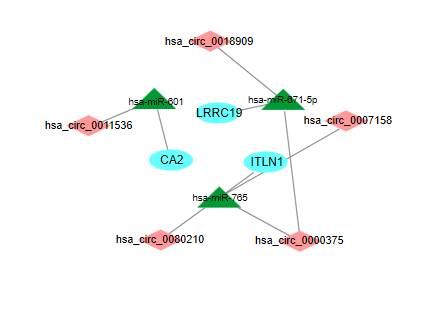 hsa_circ_0018909
hsa-miR-601
hsa-miR-671-5p
LRRC19
hsa_circ_0007158
hsa_circ_0011536
CA2
ITLN1
hsa-miR-765
hsa_circ_0080210
hsa_circ_0000375